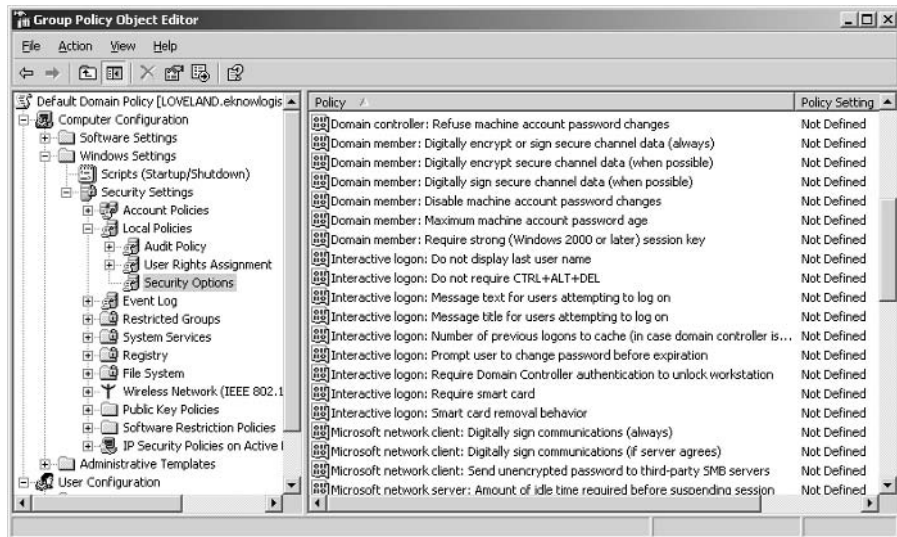 Group Policy Object Editor
File Action View Help
Default Domain Policy [LOVELAND.eknowlogis
Computer Configuration
Software Settings
Windows Settings
Scripts (Startup/Shutdown)
Security Settings
Account Policies
Local Policies
Audit Policy
User Rights Assignment
Security Options
Event Log
Restricted Groups
System Services
Registry
File System
Wireless Network (IEEE 802.1
Public Key Policies
Software Restriction Policies
IP Security Policies on Active
Administrative Templates
User Configuration
Policy Policy Setting
Domain controller: Refuse machine account password changes Not Defined
Domain member: Digitally encrypt or sign secure channel data (always) Not Defined
Domain member: Digitally encrypt secure channel data (when possible) Not Defined
Domain member: Digitally sign secure channel data (when possible) Not Defined
Domain member: Disable machine account password changes Not Defined
Domain member: Maximum machine account password age Not Defined
Domain member: Require strong (Windows 2000 or later) session key Not Defined
Interactive logon: Do not display last user name Not Defined
Interactive logon: Do not require CTRL+ALT+DEL Not Defined
Interactive logon: Message text for users attempting to log on Not Defined
Interactive logon: Message title for users attempting to log on Not Defined
Interactive logon: Number of previous logons to cache (in case domain controller is... Not Defined
Interactive logon: Prompt user to change password before expiration Not Defined
Interactive logon: Require Domain Controller authentication to unlock workstation Not Defined
Interactive logon: Require smart card Not Defined
Interactive logon: Smart card removal behavior Not Defined
Microsoft network client: Digitally sign communications (always) Not Defined
Microsoft network client: Digitally sign communications (if server agrees) Not Defined
Microsoft network client: Send unencrypted password to third-party SMB servers Not Defined
Microsoft network server: Amount of idle time required before suspending session Not Defined